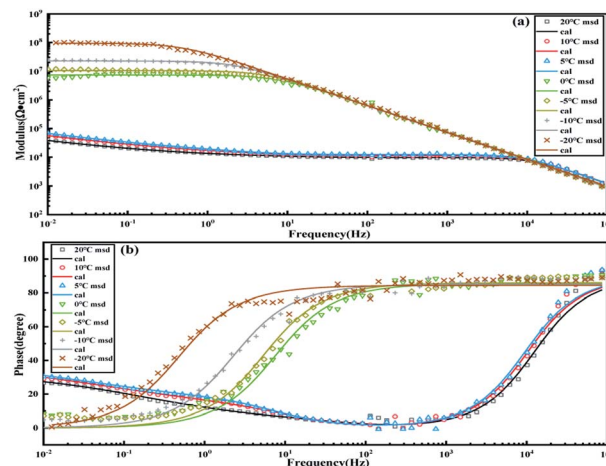 (a)
20°C msd
cal
10°C msd
cal
5°C msd
cal
0°C msd
cal
-5°C msd
cal
-10°C msd
cal
-20°C msd
cal
Modulus(Ω•cm²)
10⁹
10⁸
10⁷
10⁶
10⁵
10⁴
10³
10²
10⁻² 10⁻¹ 10⁰ 10¹ 10² 10³ 10⁴
Frequency(Hz)
(b)
20°C msd
cal
10°C msd
cal
5°C msd
cal
0°C msd
cal
-5°C msd
cal
-10°C msd
cal
-20°C msd
cal
Phase(degree)
100
80
60
40
20
0
10⁻² 10⁻¹ 10⁰ 10¹ 10² 10³ 10⁴
Frequency(Hz)